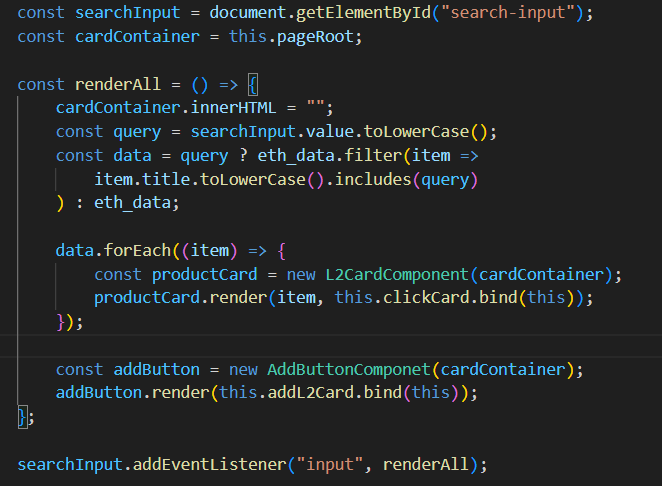 const searchInput = document.getElementById("search-input");
const cardContainer = this.pageRoot;
const renderAll = () => {
cardContainer.innerHTML = "";
const query = searchInput.value.toLowerCase();
const data = query ? eth_data.filter(item =>
item.title.toLowerCase().includes(query)
) : eth_data;
data.forEach((item) => {
const productCard = new L2CardComponent(cardContainer);
productCard.render(item, this.clickCard.bind(this));
});
const addButton = new AddButtonComponet(cardContainer);
addButton.render(this.addL2Card.bind(this));
};
searchInput.addEventListener("input", renderAll);